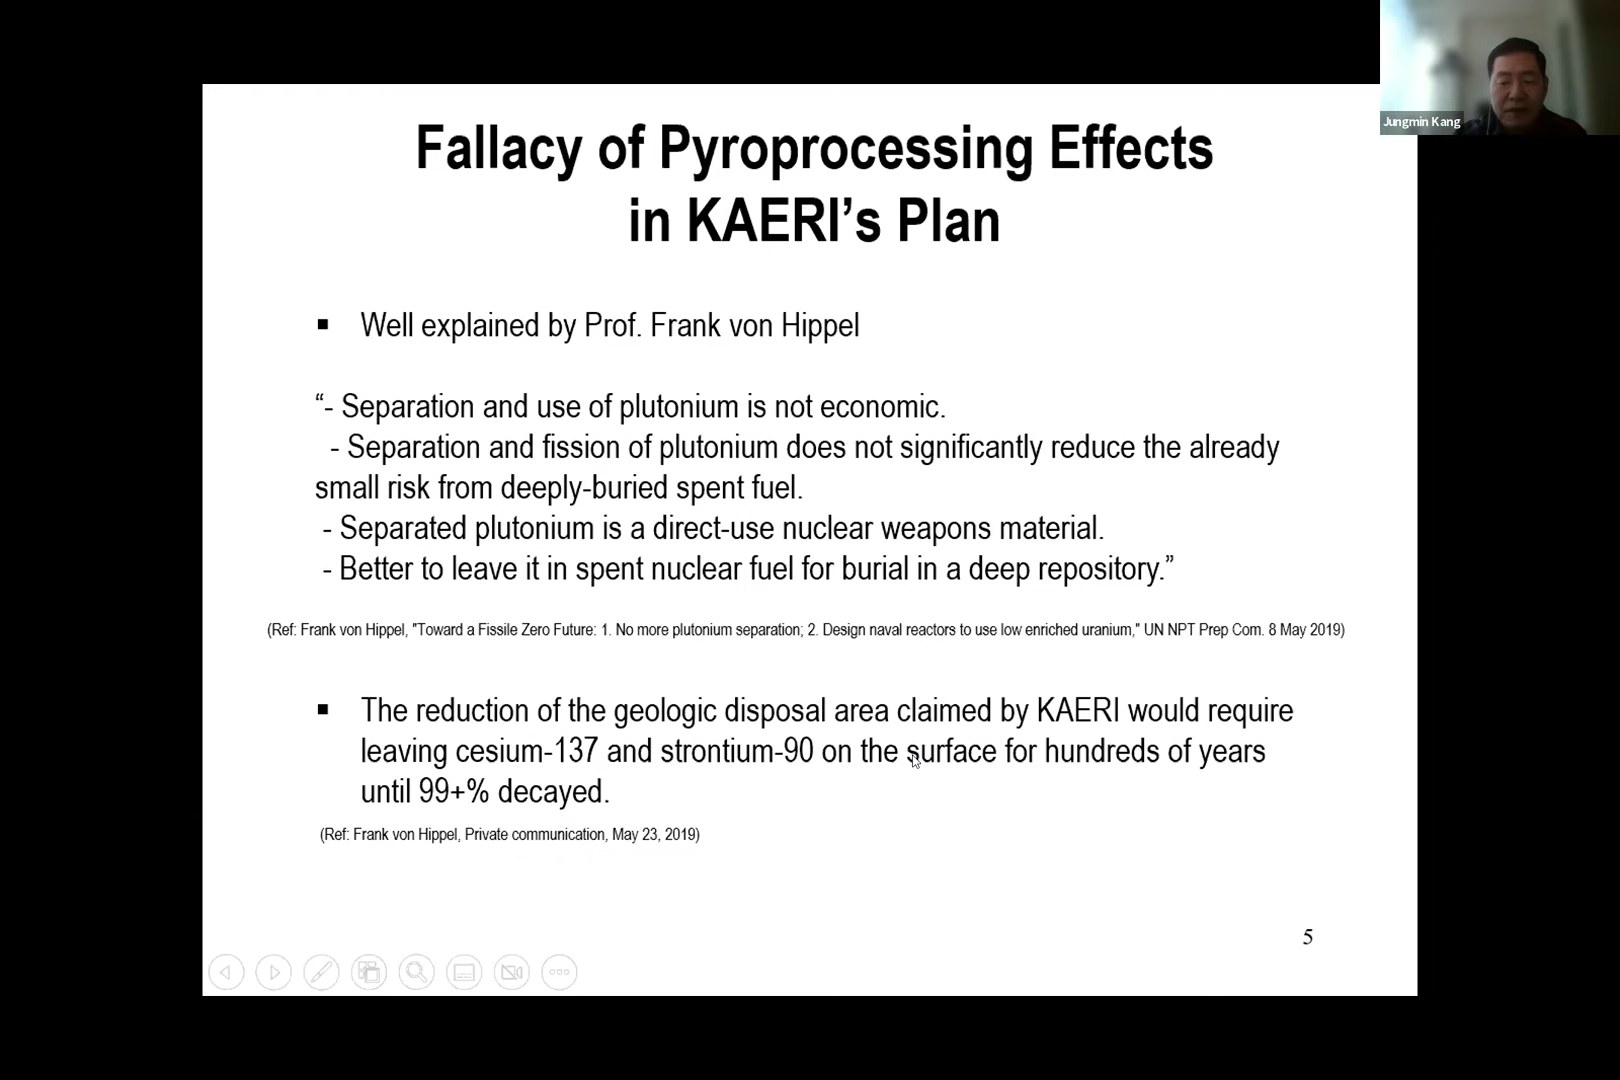 Jungmin Kang
Fallacy of Pyroprocessing Effects
in KAERI’s Plan
▪ Well explained by Prof. Frank von Hippel
“- Separation and use of plutonium is not economic.
- Separation and fission of plutonium does not significantly reduce the already
small risk from deeply-buried spent fuel.
- Separated plutonium is a direct-use nuclear weapons material.
- Better to leave it in spent nuclear fuel for burial in a deep repository.”
(Ref: Frank von Hippel, "Toward a Fissile Zero Future: 1. No more plutonium separation; 2. Design naval reactors to use low enriched uranium," UN NPT Prep Com. 8 May 2019)
▪ The reduction of the geologic disposal area claimed by KAERI would require
leaving cesium-137 and strontium-90 on the surface for hundreds of years
until 99+% decayed.
(Ref: Frank von Hippel, Private communication, May 23, 2019)
5